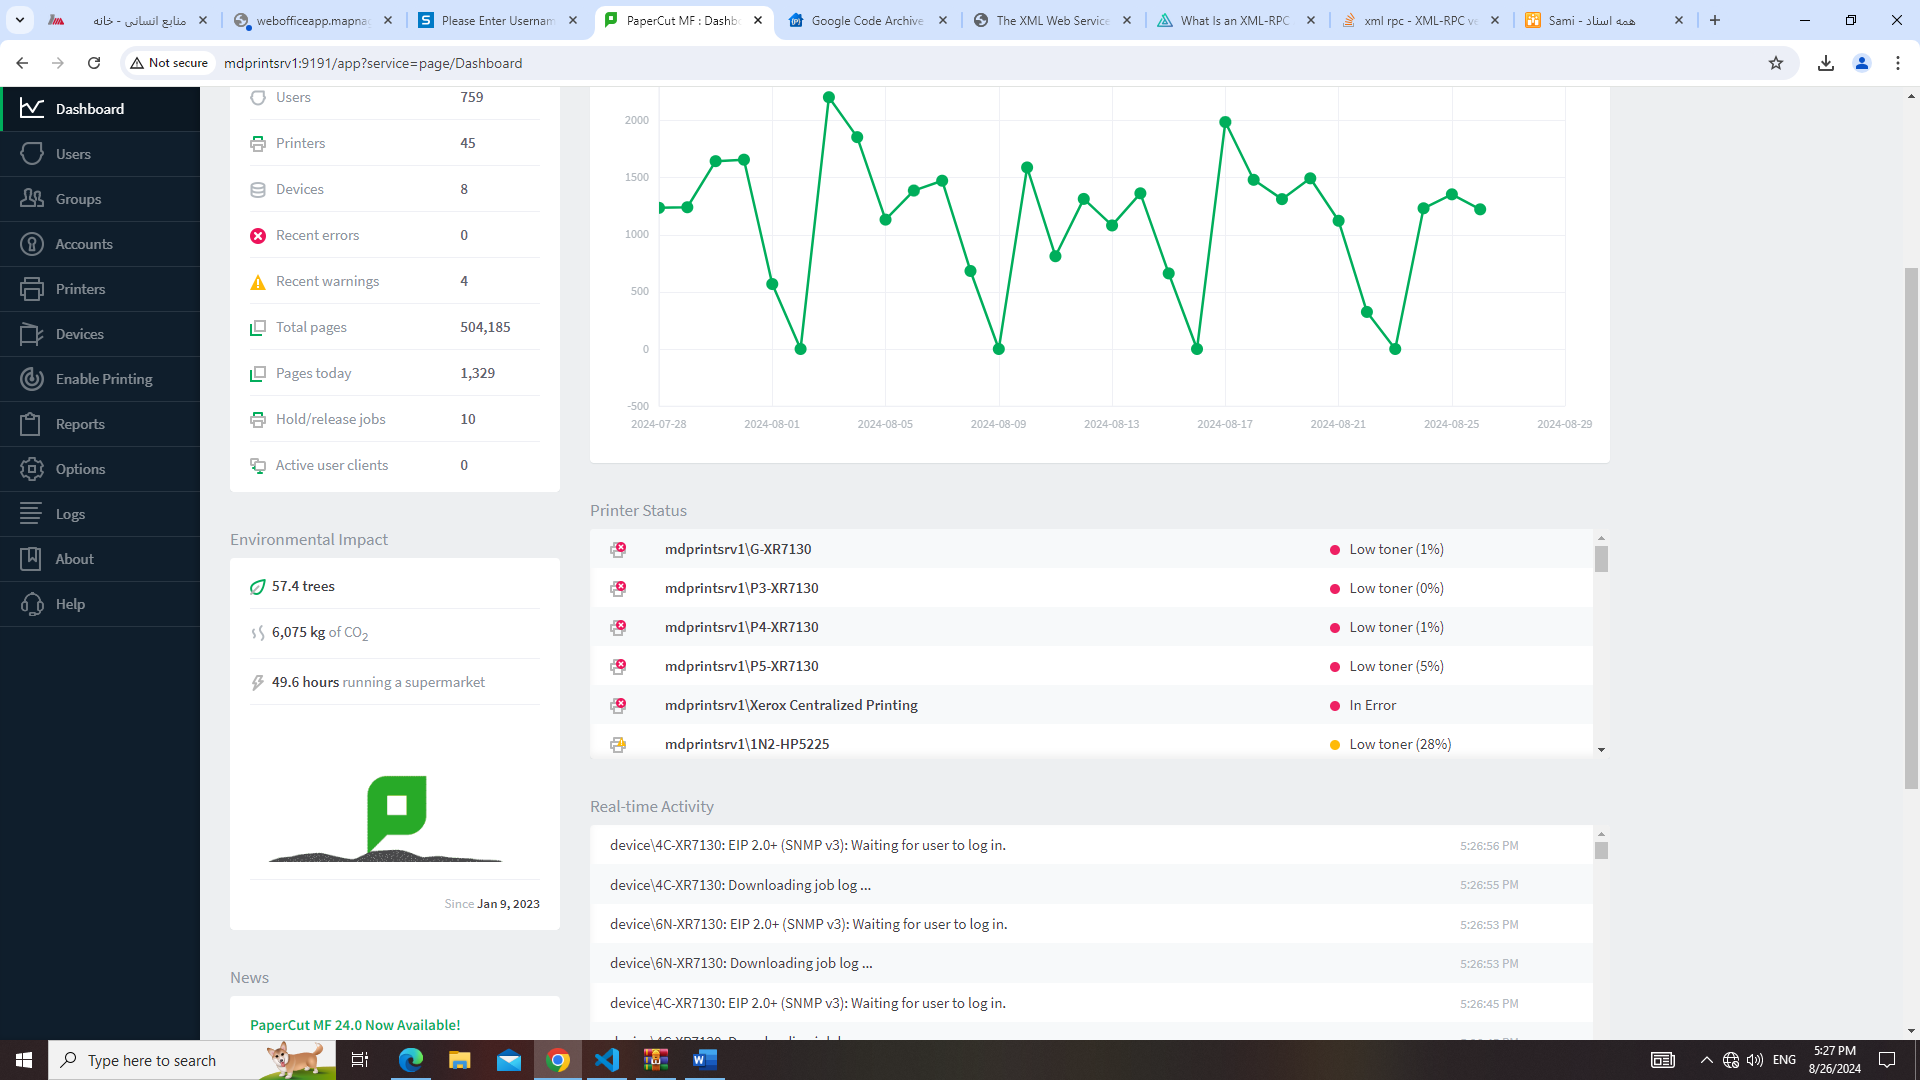 منابع انسانی - خانه
webofficeapp.mapna
Please Enter Usernam
PaperCut MF : Dashbo
Google Code Archive
The XML Web Service
What Is an XML-RPC
xml rpc - XML-RPC ve
Sami - همه اسناد
Not secure
mdprintsrv1:9191/app?service=page/Dashboard
Dashboard
Users
Groups
Accounts
Printers
Devices
Enable Printing
Reports
Options
Logs
About
Help
Users 759
Printers 45
Devices 8
Recent errors 0
Recent warnings 4
Total pages 504,185
Pages today 1,329
Hold/release jobs 10
Active user clients 0
Environmental Impact
57.4 trees
6,075 kg of CO2
49.6 hours running a supermarket
Since Jan 9, 2023
News
PaperCut MF 24.0 Now Available!
2000
1500
1000
500
0
-500
2024-07-28 2024-08-01 2024-08-05 2024-08-09 2024-08-13 2024-08-17 2024-08-21 2024-08-25 2024-08-29
Printer Status
mdprintsrv1\G-XR7130 Low toner (1%)
mdprintsrv1\P3-XR7130 Low toner (0%)
mdprintsrv1\P4-XR7130 Low toner (1%)
mdprintsrv1\P5-XR7130 Low toner (5%)
mdprintsrv1\Xerox Centralized Printing In Error
mdprintsrv1\1N2-HP5225 Low toner (28%)
Real-time Activity
device\4C-XR7130: EIP 2.0+ (SNMP v3): Waiting for user to log in. 5:26:56 PM
device\4C-XR7130: Downloading job log ... 5:26:55 PM
device\6N-XR7130: EIP 2.0+ (SNMP v3): Waiting for user to log in. 5:26:53 PM
device\6N-XR7130: Downloading job log ... 5:26:53 PM
device\4C-XR7130: EIP 2.0+ (SNMP v3): Waiting for user to log in. 5:26:45 PM
Type here to search
ENG
5:27 PM
8/26/2024